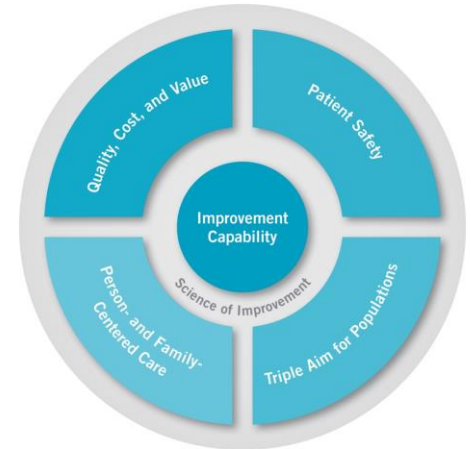 Quality, Cost, and Value
Patient Safety
Improvement
Capability
Science of Improvement
Person- and Family-
Centered Care
Triple Aim for Populations